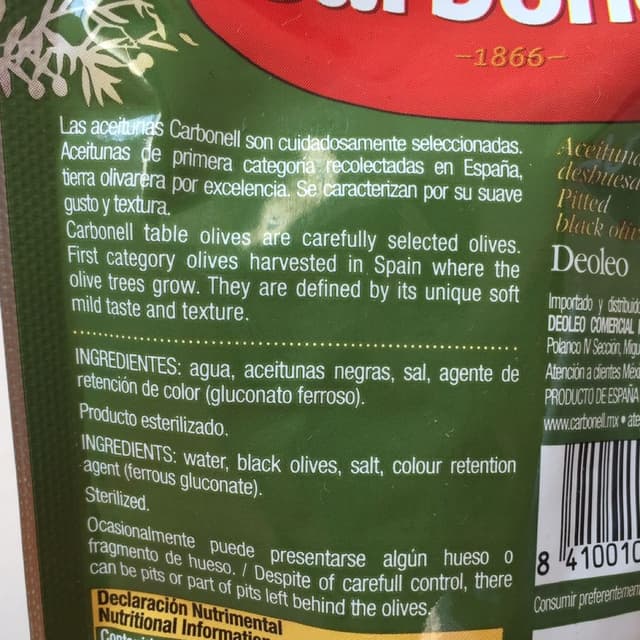 –1866–
Las aceitunas Carbonell son cuidadosamente seleccionadas.
Aceitunas de primera categoría recolectadas en España,
tierra olivarera por excelencia. Se caracterizan por su suave
gusto y textura.
Carbonell table olives are carefully selected olives.
First category olives harvested in Spain where the
olive trees grow. They are defined by its unique soft
mild taste and texture.
INGREDIENTES: agua, aceitunas negras, sal, agente de
retención de color (gluconato ferroso).
Producto esterilizado.
INGREDIENTS: water, black olives, salt, colour retention
agent (ferrous gluconate).
Sterilized.
Ocasionalmente puede presentarse algún hueso o
fragmento de hueso. / Despite of carefull control, there
can be pits or part of pits left behind the olives.
Declaración Nutrimental
Nutritional Information
Pitted
black
Deoleo
Importado y
DEOLEO COMERCIAL
Polanco IV Sección,
Atención a clientes
PRODUCTO DE ESPAÑA
www.carbonell.mx •
8 410010
Consumir